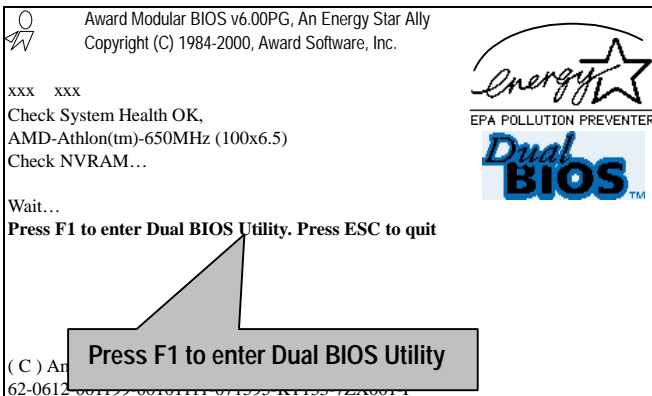 Award Modular BIOS v6.00PG, An Energy Star Ally
Copyright (C) 1984-2000, Award Software, Inc.
energy
EPA POLLUTION PREVENTER
Dual
BIOS TM
xxx xxx
Check System Health OK,
AMD-Athlon(tm)-650MHz (100x6.5)
Check NVRAM…
Wait…
Press F1 to enter Dual BIOS Utility. Press ESC to quit
Press F1 to enter Dual BIOS Utility
( C ) Am